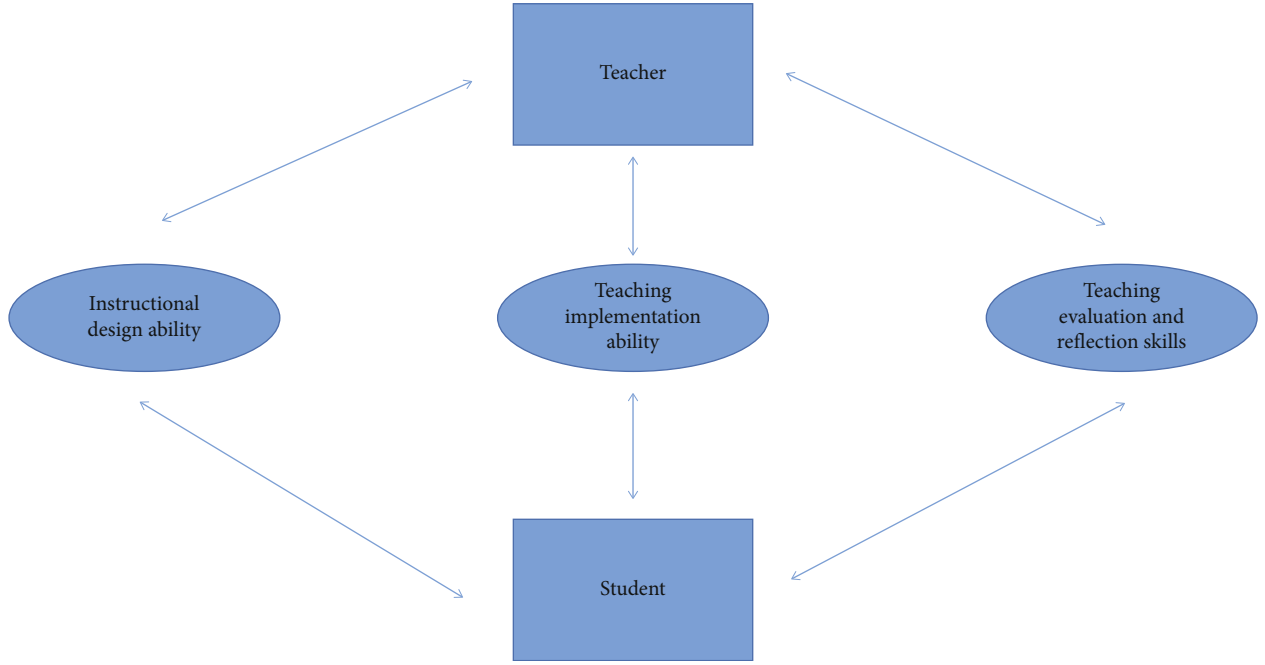 Teacher
Instructional
design ability
Teaching
implementation
ability
Teaching
evaluation and
reflection skills
Student